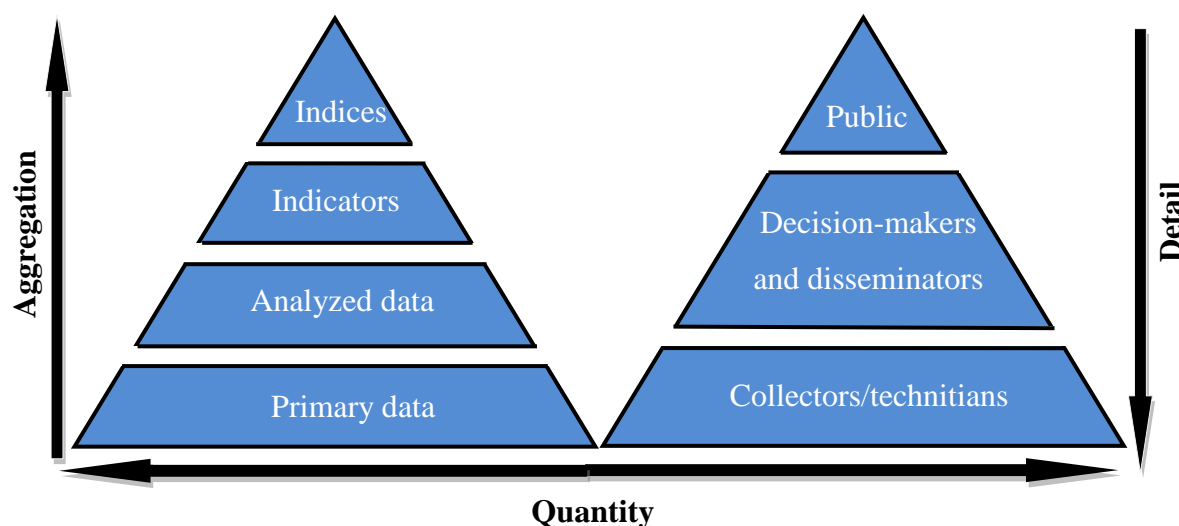 Aggregation
Indices
Indicators
Analyzed data
Primary data
Public
Decision-makers
and disseminators
Collectors/technitians
Detail
Quantity